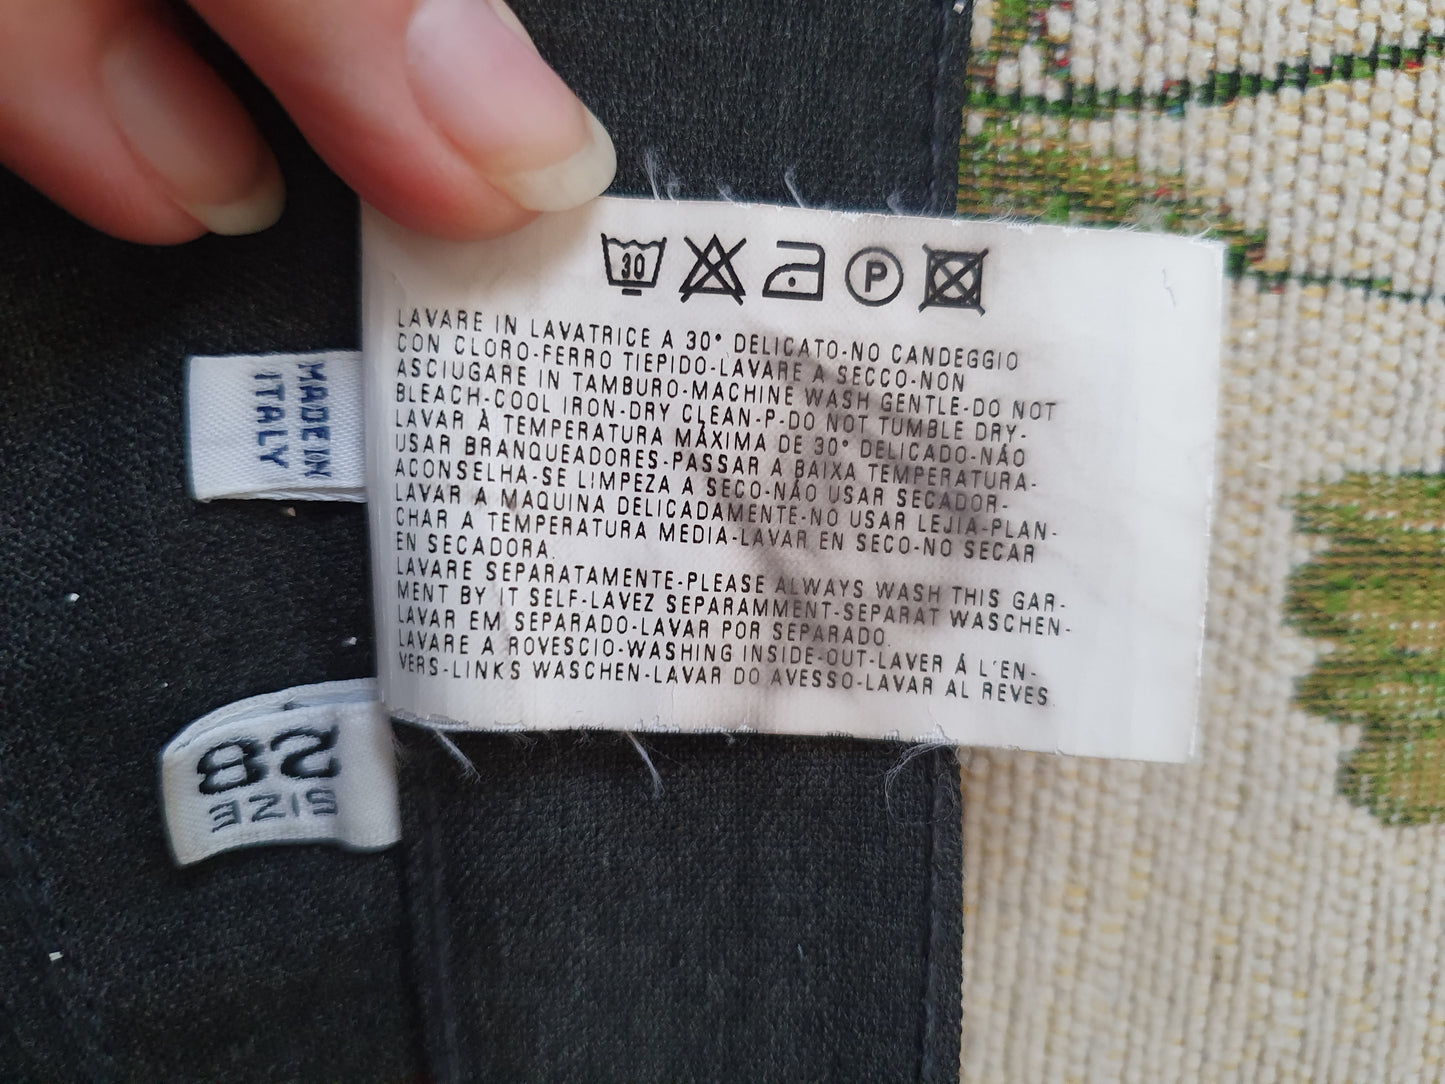 30
P
LAVARE IN LAVATRICE A 30° DELICATO-NO CANDEGGIO
CON CLORO-FERRO TIEPIDO-LAVARE A SECCO-NON
ASCIUGARE IN TAMBURO-MACHINE WASH GENTLE-DO NOT
BLEACH-COOL IRON-DRY CLEAN-P-DO NOT TUMBLE DRY-
LAVAR À TEMPERATURA MÁXIMA DE 30° DELICADO-NÃO
USAR BRANQUEADORES-PASSAR A BAIXA TEMPERATURA-
ACONSELHA-SE LIMPEZA A SECO-NÃO USAR SECADOR-
LAVAR A MAQUINA DELICADAMENTE-NO USAR LEJIA-PLAN-
CHAR A TEMPERATURA MEDIA-LAVAR EN SECO-NO SECAR
EN SECADORA.
LAVARE SEPARATAMENTE-PLEASE ALWAYS WASH THIS GAR-
MENT BY IT SELF-LAVEZ SEPARAMMENT-SEPARAT WASCHEN-
LAVAR EM SEPARADO-LAVAR POR SEPARADO.
LAVARE A ROVESCIO-WASHING INSIDE-OUT-LAVER Á L'EN-
VERS-LINKS WASCHEN-LAVAR DO AVESSO-LAVAR AL REVES.
MADE IN
ITALY
SIZE
28